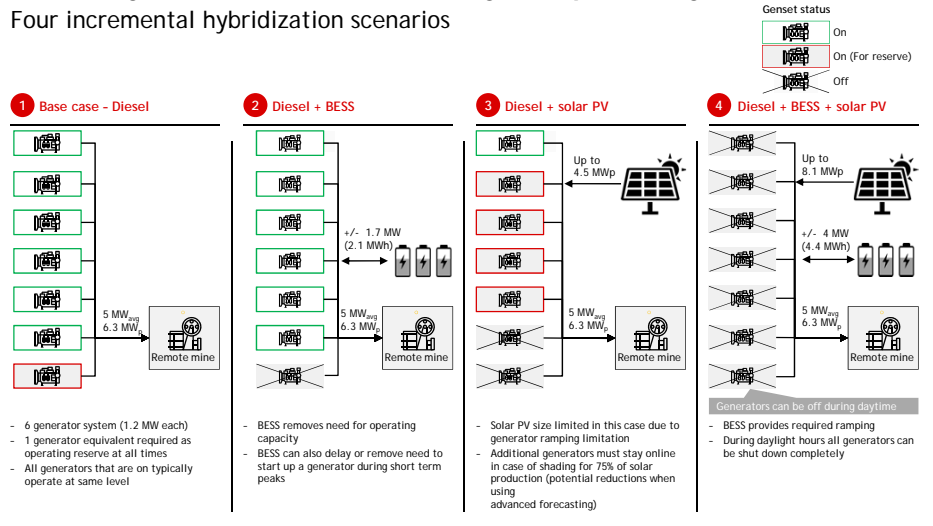 Four incremental hybridization scenarios
Genset status
On
On (For reserve)
Off
1 Base case - Diesel
5 MWavg
6.3 MWp
Remote mine
- 6 generator system (1.2 MW each)
- 1 generator equivalent required as
operating reserve at all times
- All generators that are on typically
operate at same level
2 Diesel + BESS
+/- 1.7 MW
(2.1 MWh)
5 MWavg
6.3 MWp
Remote mine
- BESS removes need for operating
capacity
- BESS can also delay or remove need to
start up a generator during short term
peaks
3 Diesel + solar PV
Up to
4.5 MWp
5 MWavg
6.3 MWp
Remote mine
- Solar PV size limited in this case due to
generator ramping limitation
- Additional generators must stay online
in case of shading for 75% of solar
production (potential reductions when
using
advanced forecasting)
4 Diesel + BESS + solar PV
Up to
8.1 MWp
+/- 4 MW
(4.4 MWh)
5 MWavg
6.3 MWp
Remote mine
Generators can be off during daytime
- BESS provides required ramping
- During daylight hours all generators can
be shut down completely